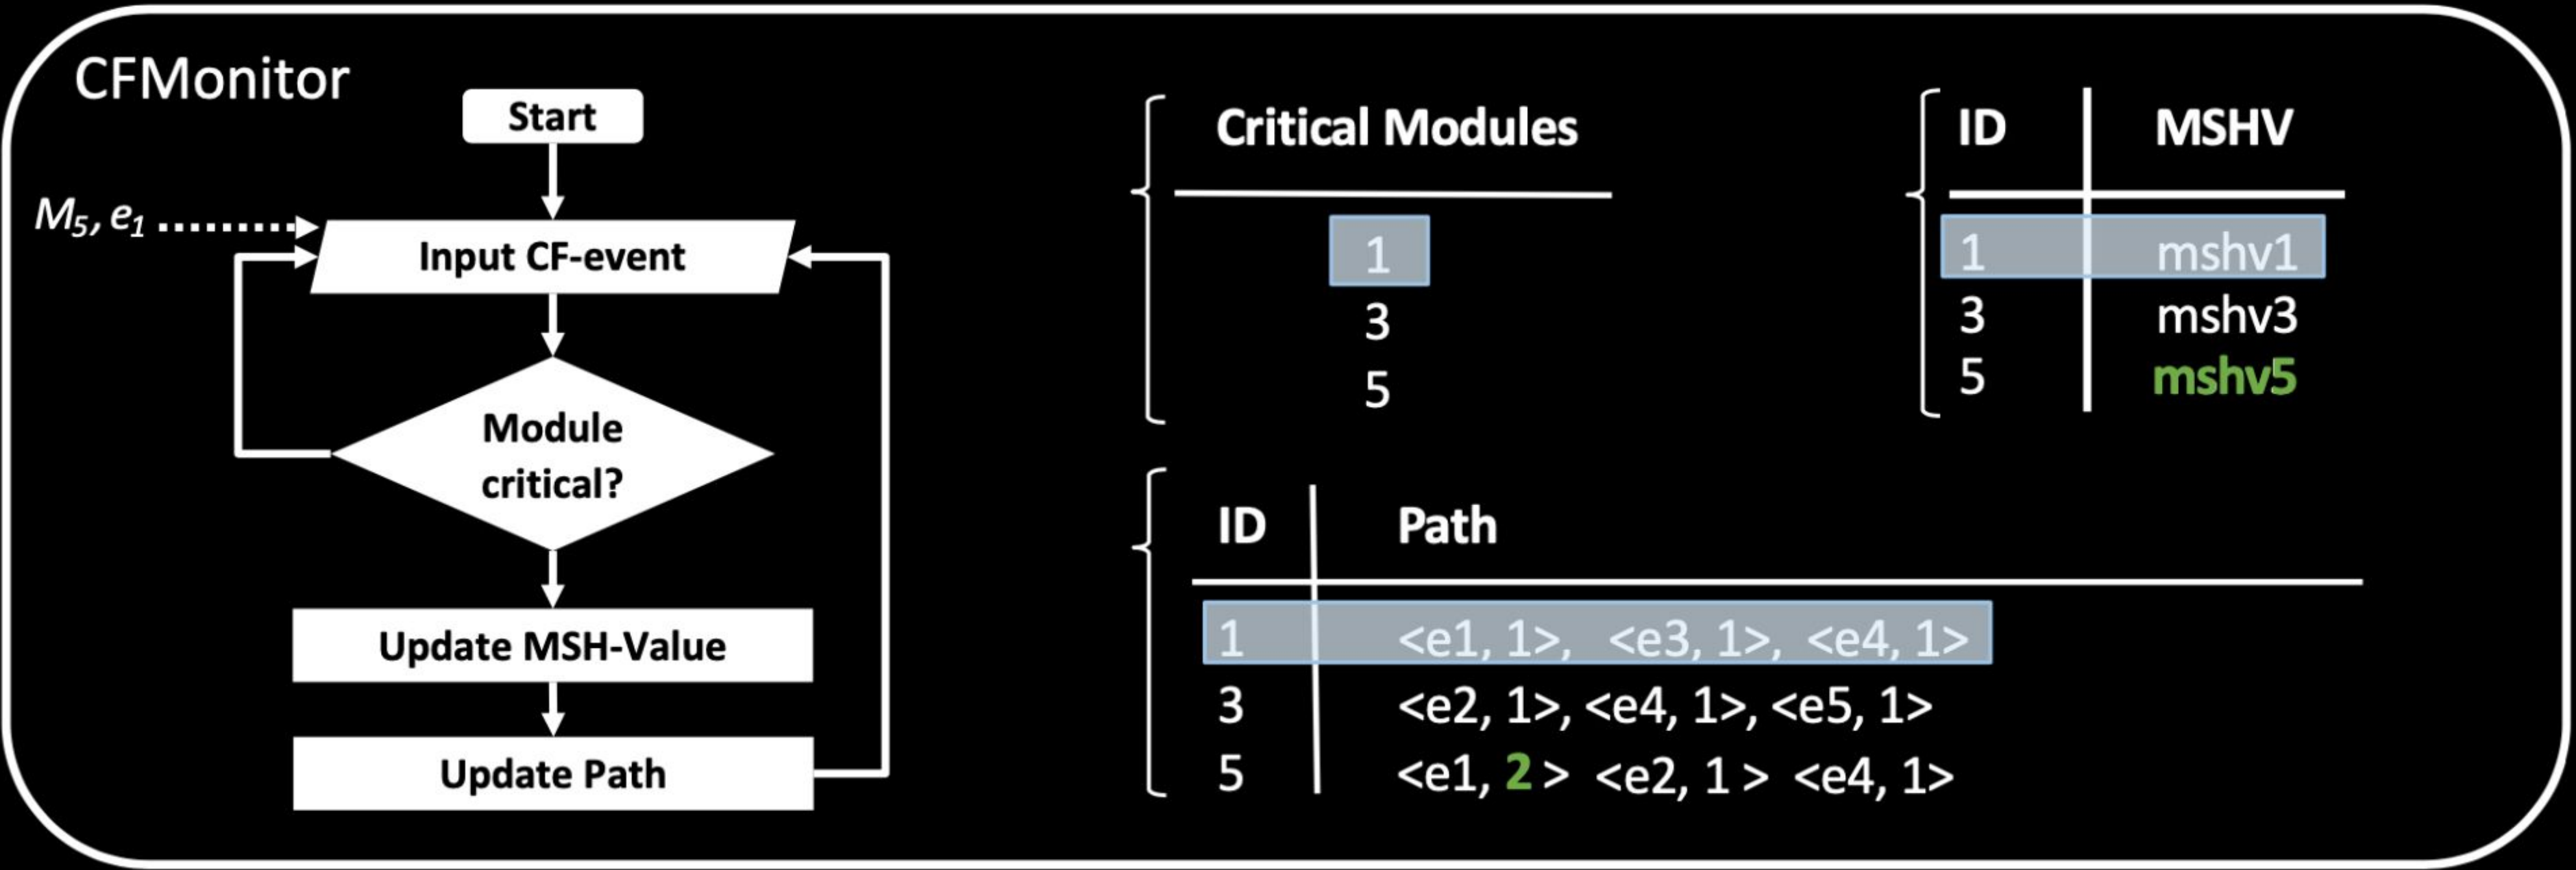 CFMonitor
Start
M5, e1
Input CF-event
Module
critical?
Update MSH-Value
Update Path
Critical Modules
1
3
5
ID MSHV
1 mshv1
3 mshv3
5 mshv5
ID Path
1 <e1, 1>, <e3, 1>, <e4, 1>
3 <e2, 1>, <e4, 1>, <e5, 1>
5 <e1, 2 > <e2, 1 > <e4, 1>